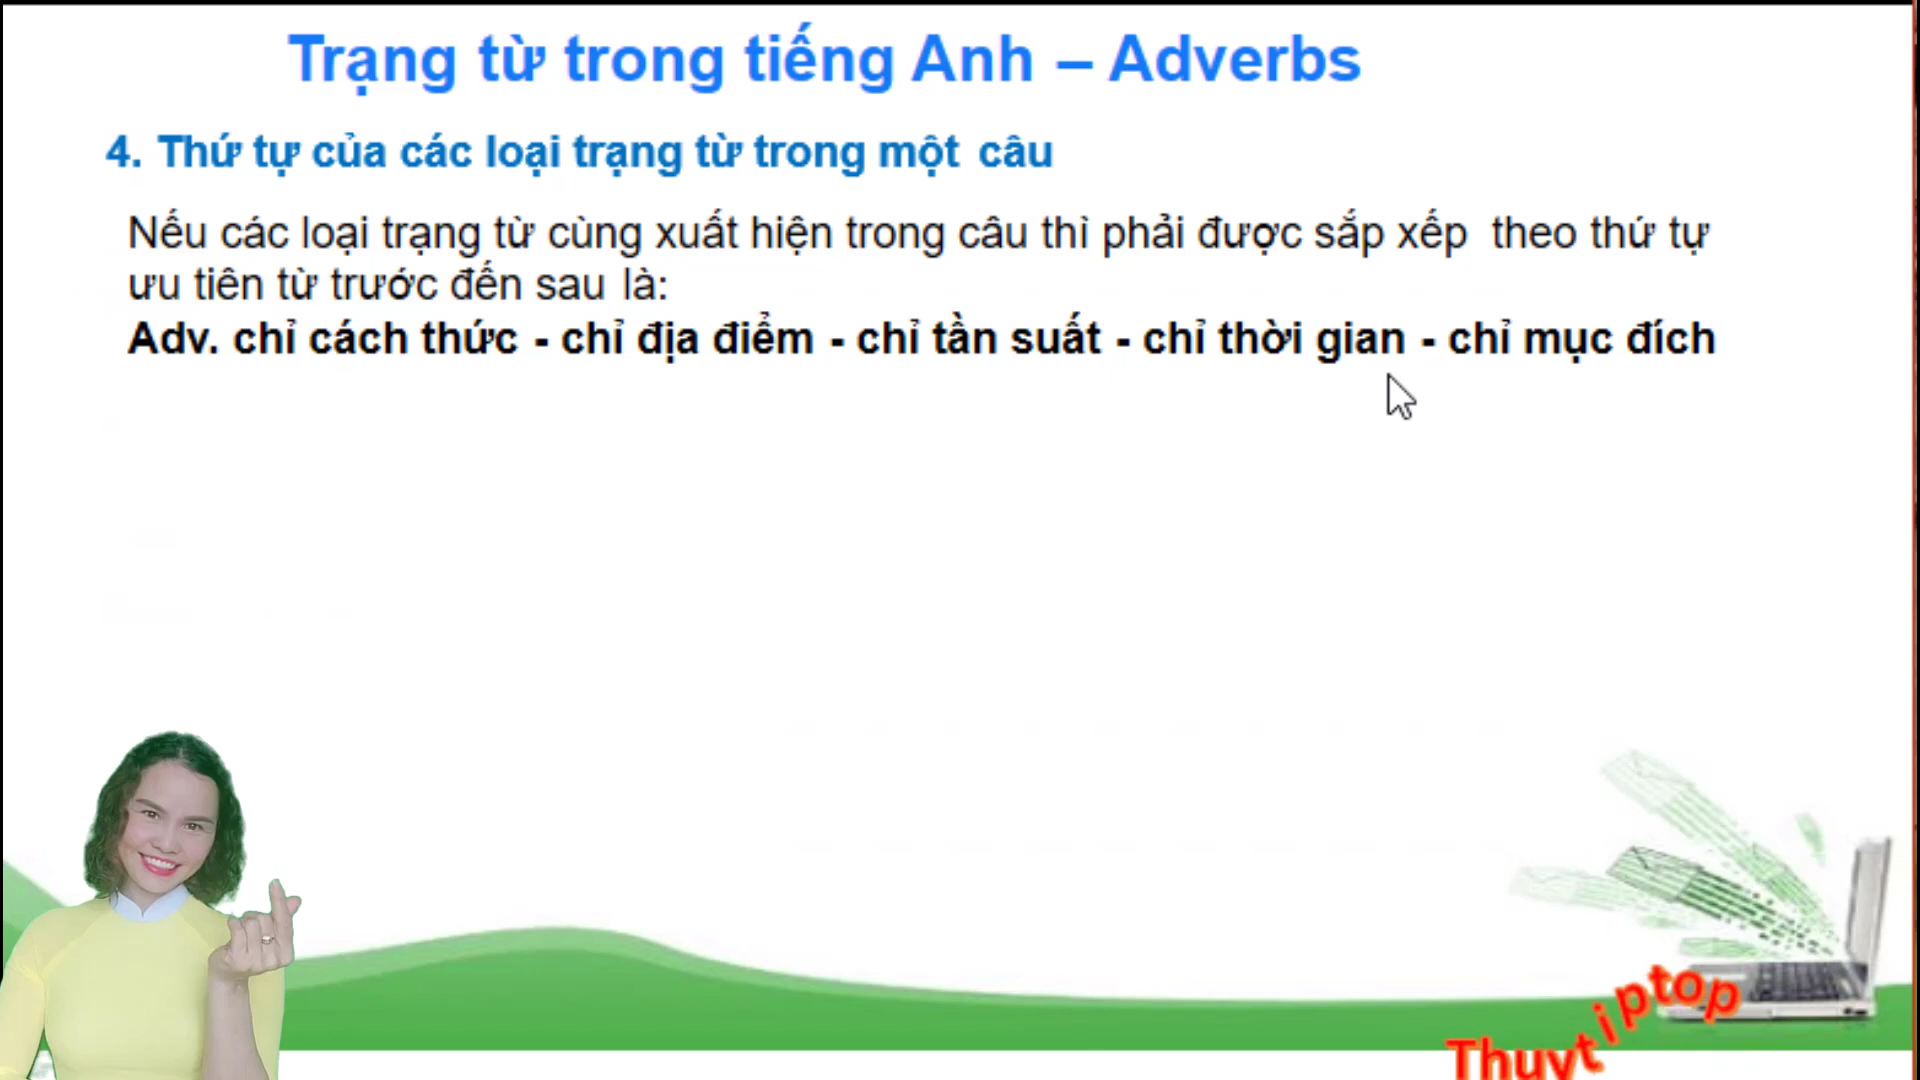 Trạng từ trong tiếng Anh – Adverbs
4. Thứ tự của các loại trạng từ trong một câu
Nếu các loại trạng từ cùng xuất hiện trong câu thì phải được sắp xếp theo thứ tự
ưu tiên từ trước đến sau là:
Adv. chỉ cách thức - chỉ địa điểm - chỉ tần suất - chỉ thời gian - chỉ mục đích
Thuytiptop